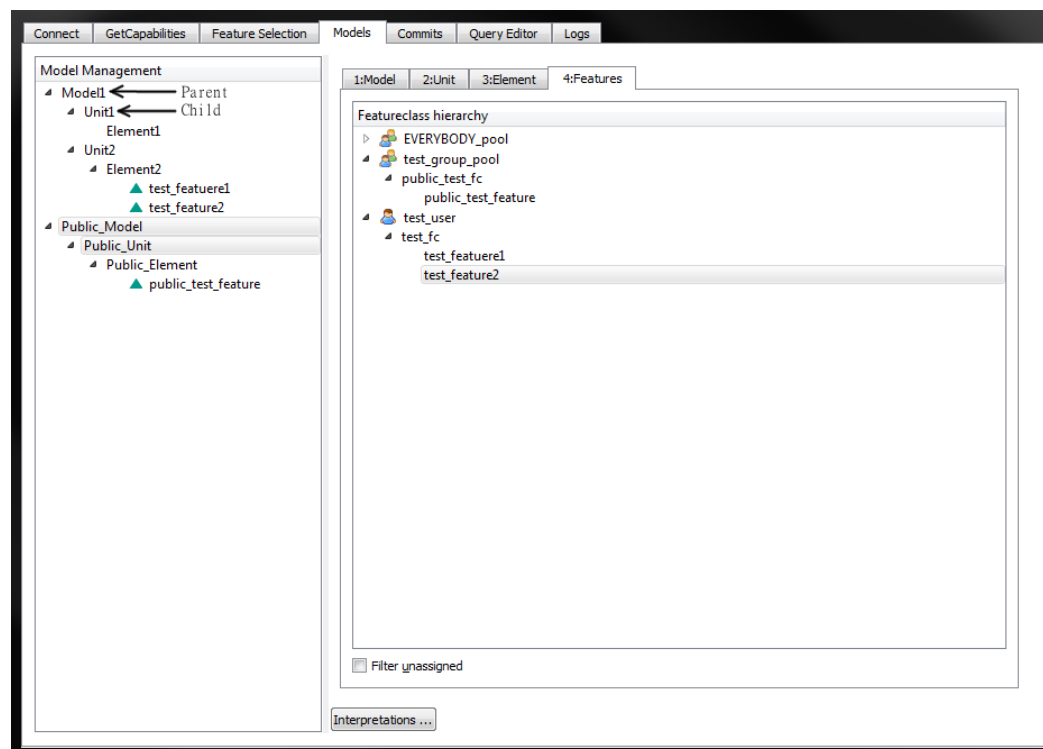 Connect GetCapabilities Feature Selection Models Commits Query Editor Logs
Model Management
Model1 Parent
Unit1 Child
Element1
Unit2
Element2
test_featuere1
test_feature2
Public_Model
Public_Unit
Public_Element
public_test_feature
1:Model 2:Unit 3:Element 4:Features
Featureclass hierarchy
EVERYBODY_pool
test_group_pool
public_test_fc
public_test_feature
test_user
test_fc
test_featuere1
test_feature2
Filter unassigned
Interpretations ...